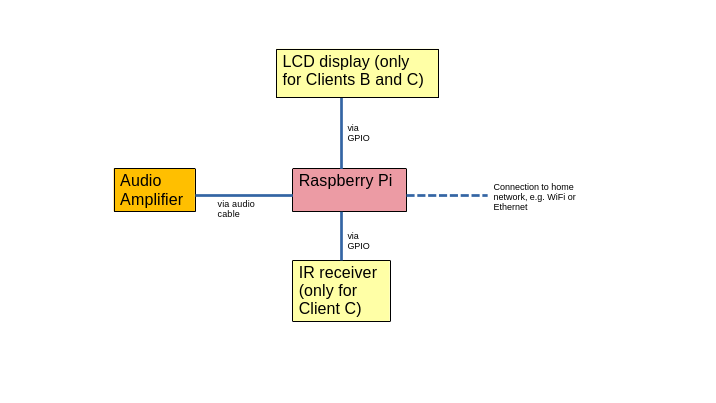 LCD display (only
for Clients B and C)
via
GPIO
Audio
Amplifier
via audio
cable
Raspberry Pi
Connection to home
network, e.g. WiFi or
Ethernet
via
GPIO
IR receiver
(only for
Client C)